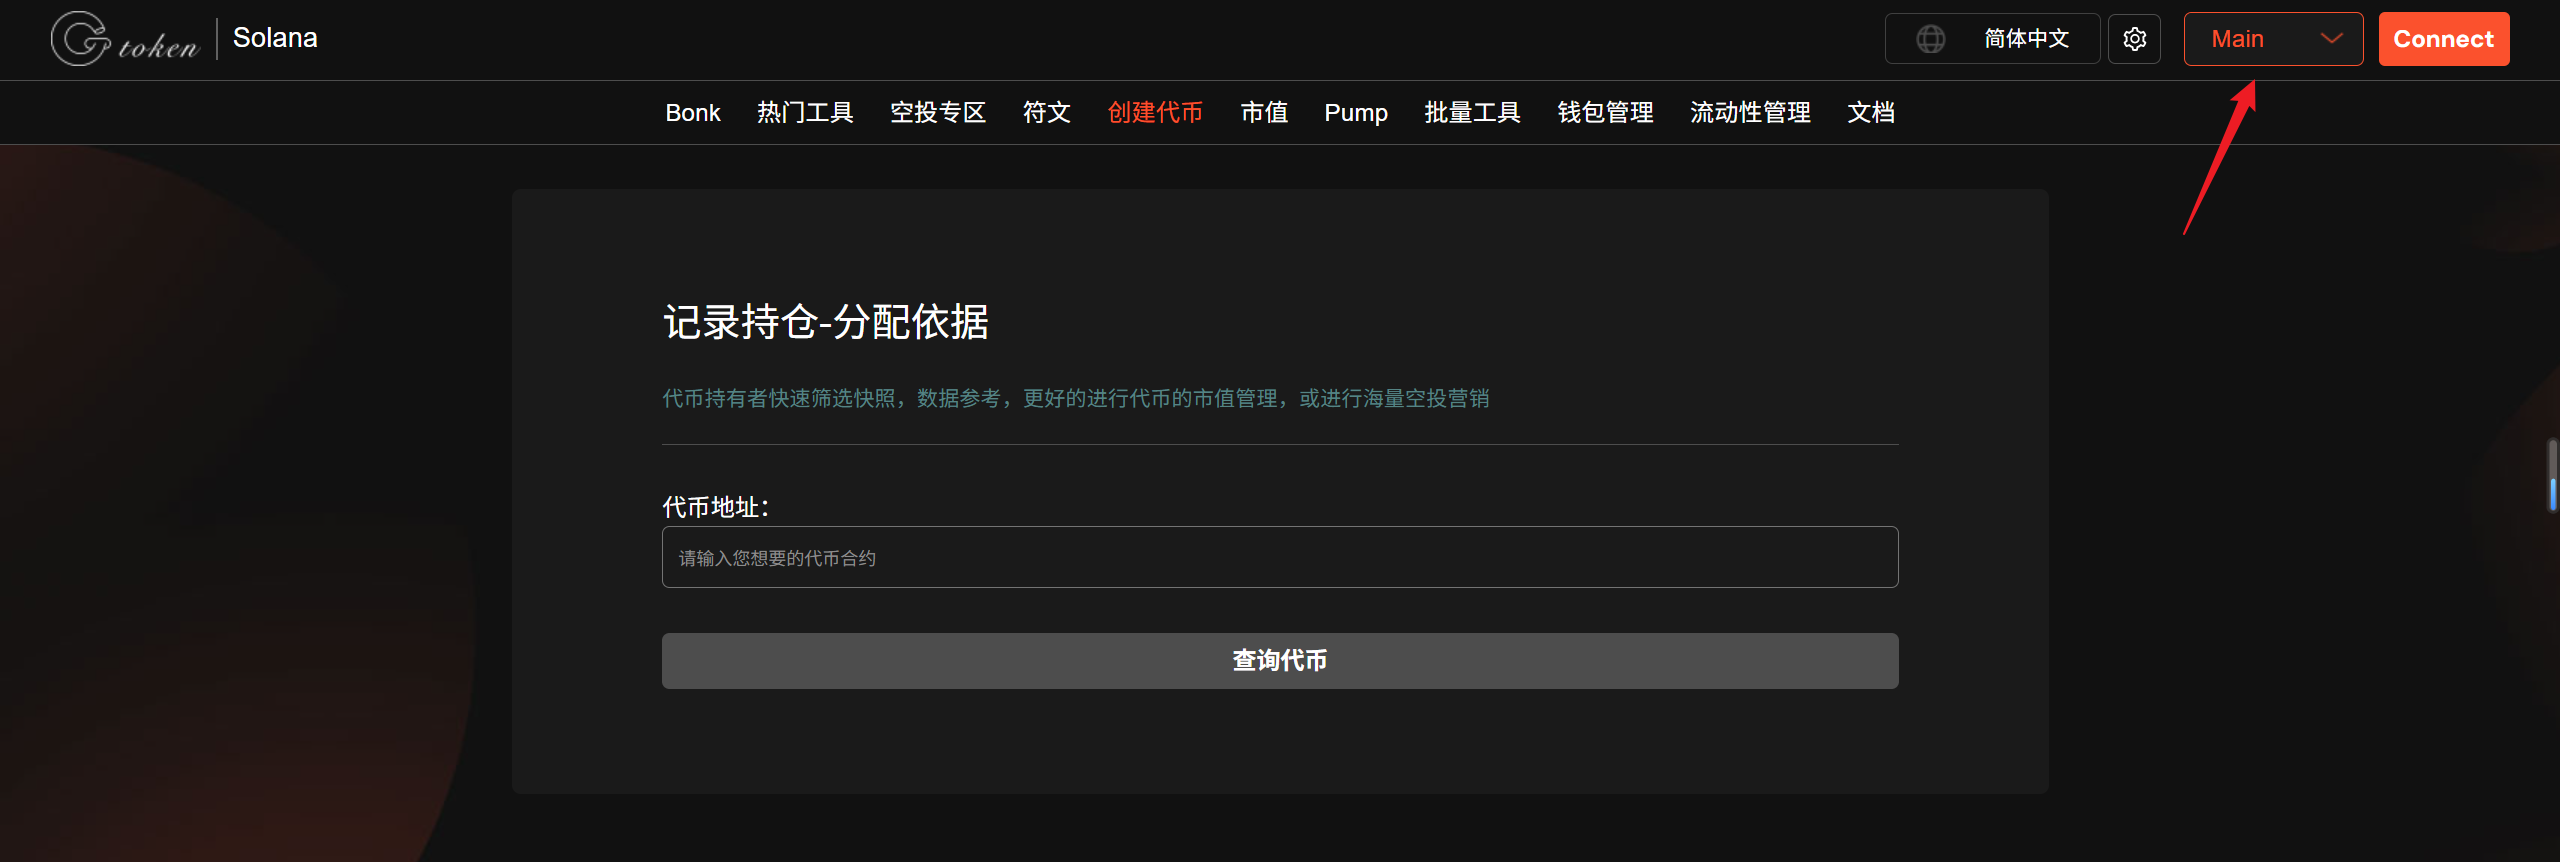 Gtoken | Solana
简体中文
Main
Connect
Bonk 热门工具 空投专区 符文 创建代币 市值 Pump 批量工具 钱包管理 流动性管理 文档
记录持仓-分配依据
代币持有者快速筛选快照，数据参考，更好的进行代币的市值管理，或进行海量空投营销
代币地址：
请输入您想要的代币合约
查询代币